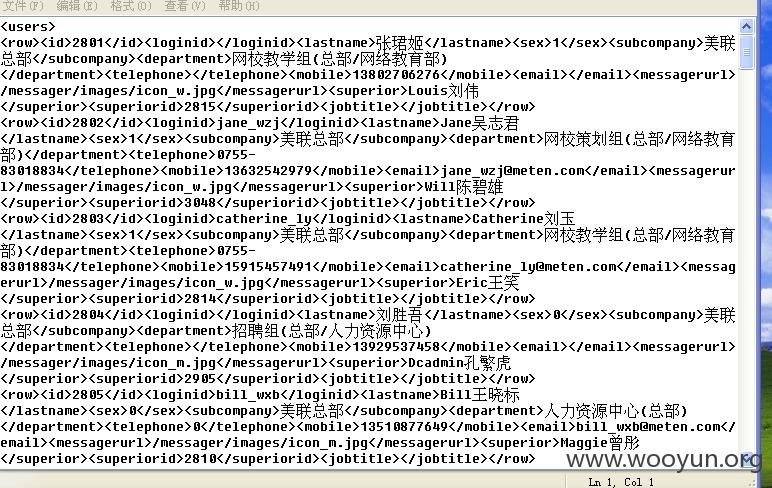 文件(F) 编辑(E) 格式(O) 查看(V) 帮助(H)
<users>
<row><id>2801</id><loginid></loginid><lastname>张珺姬</lastname><sex>1</sex><subcompany>美联
总部</subcompany><department>网校教学组(总部/网络教育部)
</department><telephone></telephone><mobile>13802706276</mobile><email></email><messagerurl>
/messager/images/icon_w.jpg</messagerurl><superior>Louis刘伟
</superior><superiorid>2815</superiorid><jobtitle></jobtitle></row>
<row><id>2802</id><loginid>jane_wzj</loginid><lastname>Jane吴志君
</lastname><sex>1</sex><subcompany>美联总部</subcompany><department>网校策划组(总部/网络教育
部)</department><telephone>0755-
83018834</telephone><mobile>13632542979</mobile><email>jane_wzj@meten.com</email><messagerur
l>/messager/images/icon_w.jpg</messagerurl><superior>Will陈碧雄
</superior><superiorid>3048</superiorid><jobtitle></jobtitle></row>
<row><id>2803</id><loginid>catherine_ly</loginid><lastname>Catherine刘玉
</lastname><sex>1</sex><subcompany>美联总部</subcompany><department>网校教学组(总部/网络教育
部)</department><telephone>0755-
83018834</telephone><mobile>15915457491</mobile><email>catherine_ly@meten.com</email><messag
erurl>/messager/images/icon_w.jpg</messagerurl><superior>Eric王笑
</superior><superiorid>2814</superiorid><jobtitle></jobtitle></row>
<row><id>2804</id><loginid></loginid><lastname>刘胜吾</lastname><sex>0</sex><subcompany>美联
总部</subcompany><department>招聘组(总部/人力资源中心)
</department><telephone></telephone><mobile>13929537458</mobile><email></email><messagerurl>
/messager/images/icon_m.jpg</messagerurl><superior>Dcadmin孔繁虎
</superior><superiorid>2905</superiorid><jobtitle></jobtitle></row>
<row><id>2805</id><loginid>bill_wxb</loginid><lastname>Bill王晓标
</lastname><sex>0</sex><subcompany>美联总部</subcompany><department>人力资源中心(总部)
</department><telephone>0</telephone><mobile>13510877649</mobile><email>bill_wxb@meten.com</
email><messagerurl>/messager/images/icon_m.jpg</messagerurl><superior>Maggie曾彤
</superior><superiorid>2810</superiorid><jobtitle></jobtitle></row>
www.wooyun.org
Ln 1, Col 1